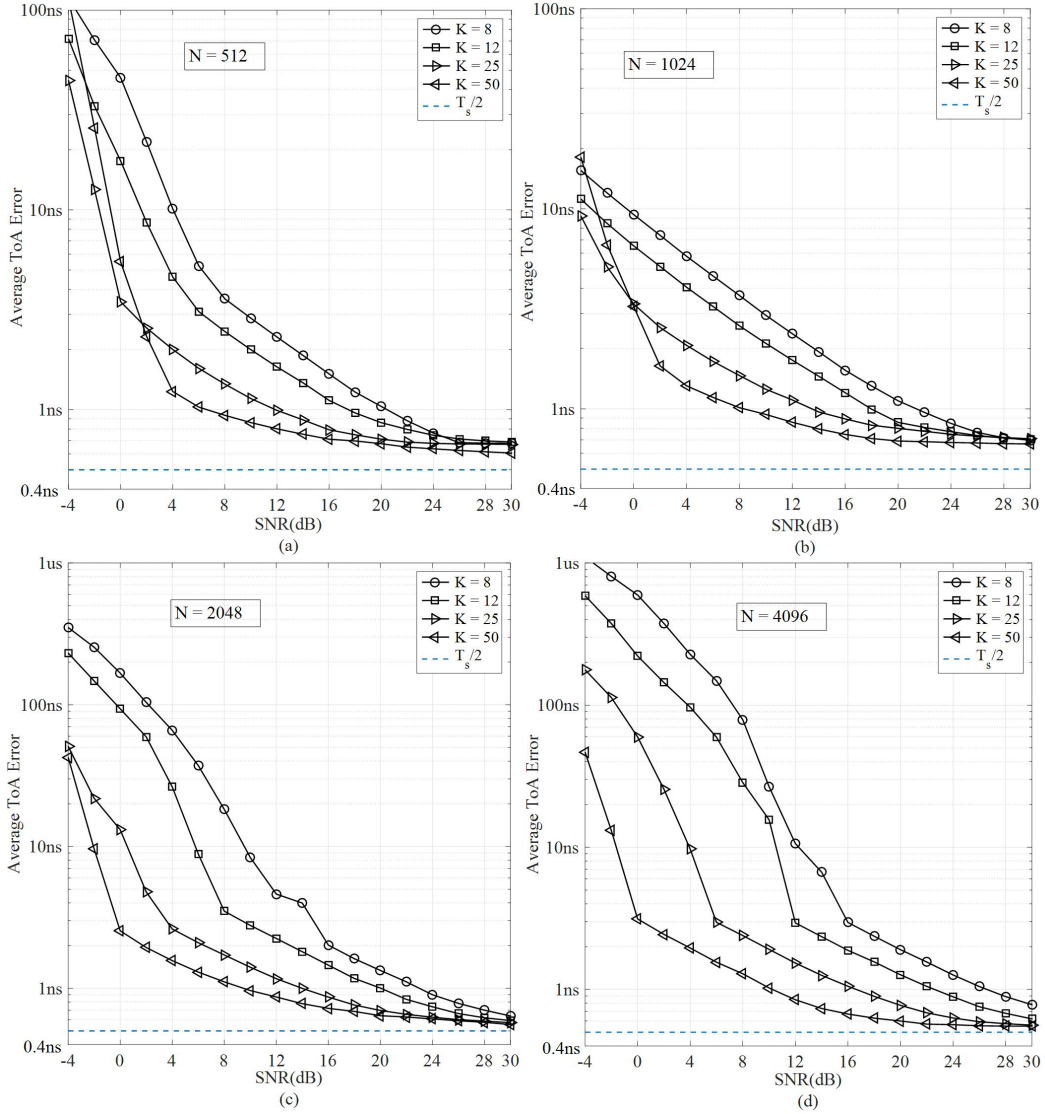 100ns
10ns
1ns
0.4ns
Average ToA Error
N = 512
K = 8
K = 12
K = 25
K = 50
T_s/2
-4 0 4 8 12 16 20 24 28 30
SNR(dB)
(a)
100ns
10ns
1ns
0.4ns
Average ToA Error
N = 1024
K = 8
K = 12
K = 25
K = 50
T_s/2
-4 0 4 8 12 16 20 24 28 30
SNR(dB)
(b)
1us
100ns
10ns
1ns
0.4ns
Average ToA Error
N = 2048
K = 8
K = 12
K = 25
K = 50
T_s/2
-4 0 4 8 12 16 20 24 28 30
SNR(dB)
(c)
1us
100ns
10ns
1ns
0.4ns
Average ToA Error
N = 4096
K = 8
K = 12
K = 25
K = 50
T_s/2
-4 0 4 8 12 16 20 24 28 30
SNR(dB)
(d)